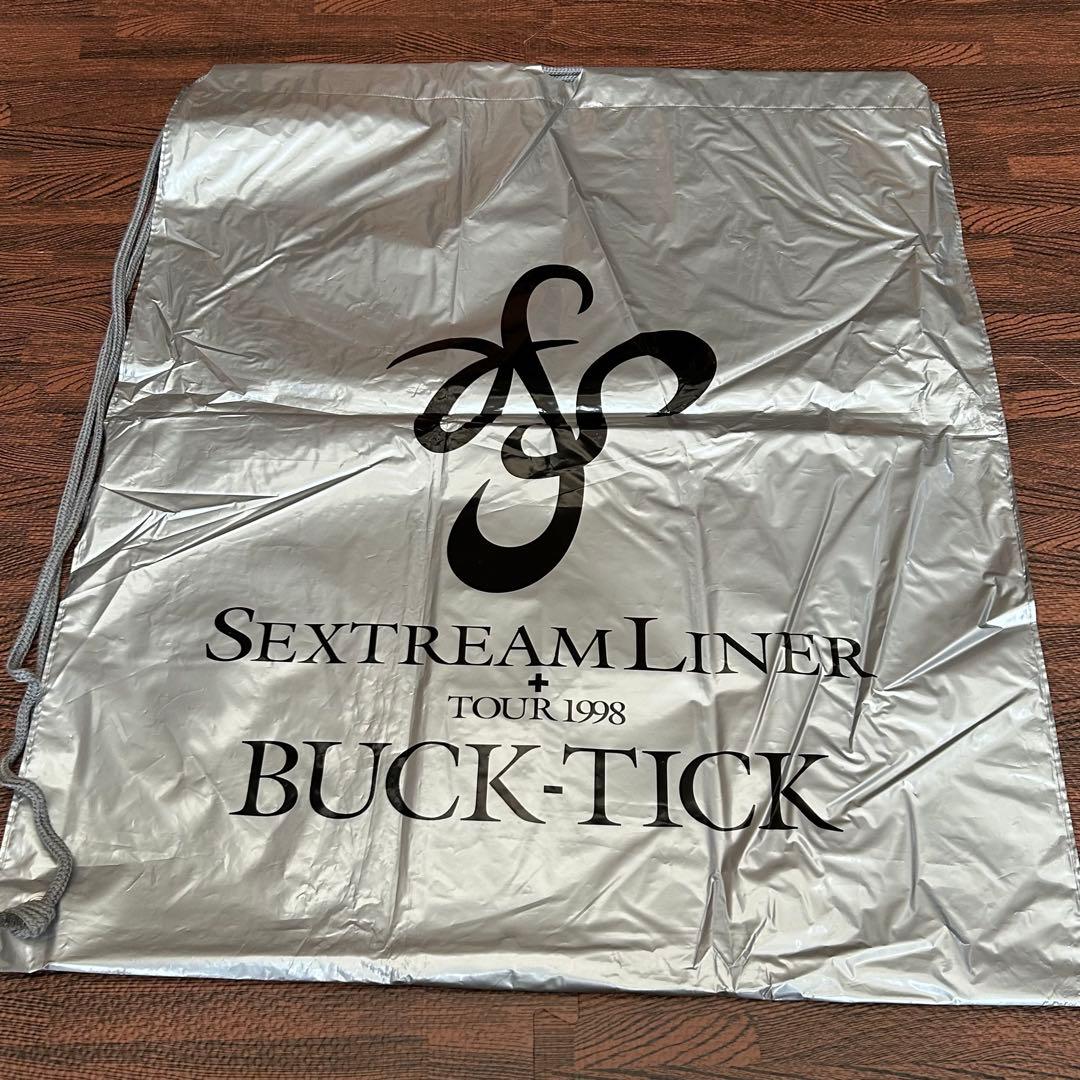 SEXTREAM LINER
+
TOUR 1998
BUCK-TICK